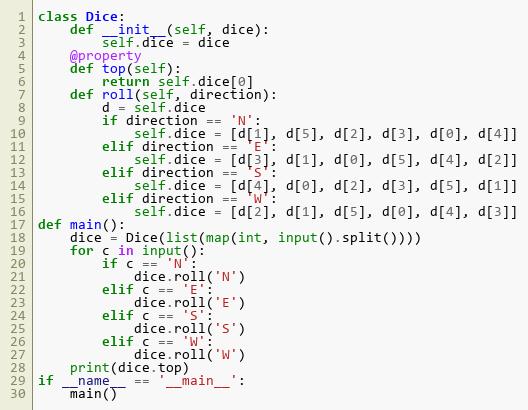 1 class Dice:
2     def __init__(self, dice):
3         self.dice = dice
4     @property
5     def top(self):
6         return self.dice[0]
7     def roll(self, direction):
8         d = self.dice
9         if direction == 'N':
10             self.dice = [d[1], d[5], d[2], d[3], d[0], d[4]]
11         elif direction == 'E':
12             self.dice = [d[3], d[1], d[0], d[5], d[4], d[2]]
13         elif direction == 'S':
14             self.dice = [d[4], d[0], d[2], d[3], d[5], d[1]]
15         elif direction == 'W':
16             self.dice = [d[2], d[1], d[5], d[0], d[4], d[3]]
17 def main():
18     dice = Dice(list(map(int, input().split())))
19     for c in input():
20         if c == 'N':
21             dice.roll('N')
22         elif c == 'E':
23             dice.roll('E')
24         elif c == 'S':
25             dice.roll('S')
26         elif c == 'W':
27             dice.roll('W')
28     print(dice.top)
29 if __name__ == '__main__':
30     main()